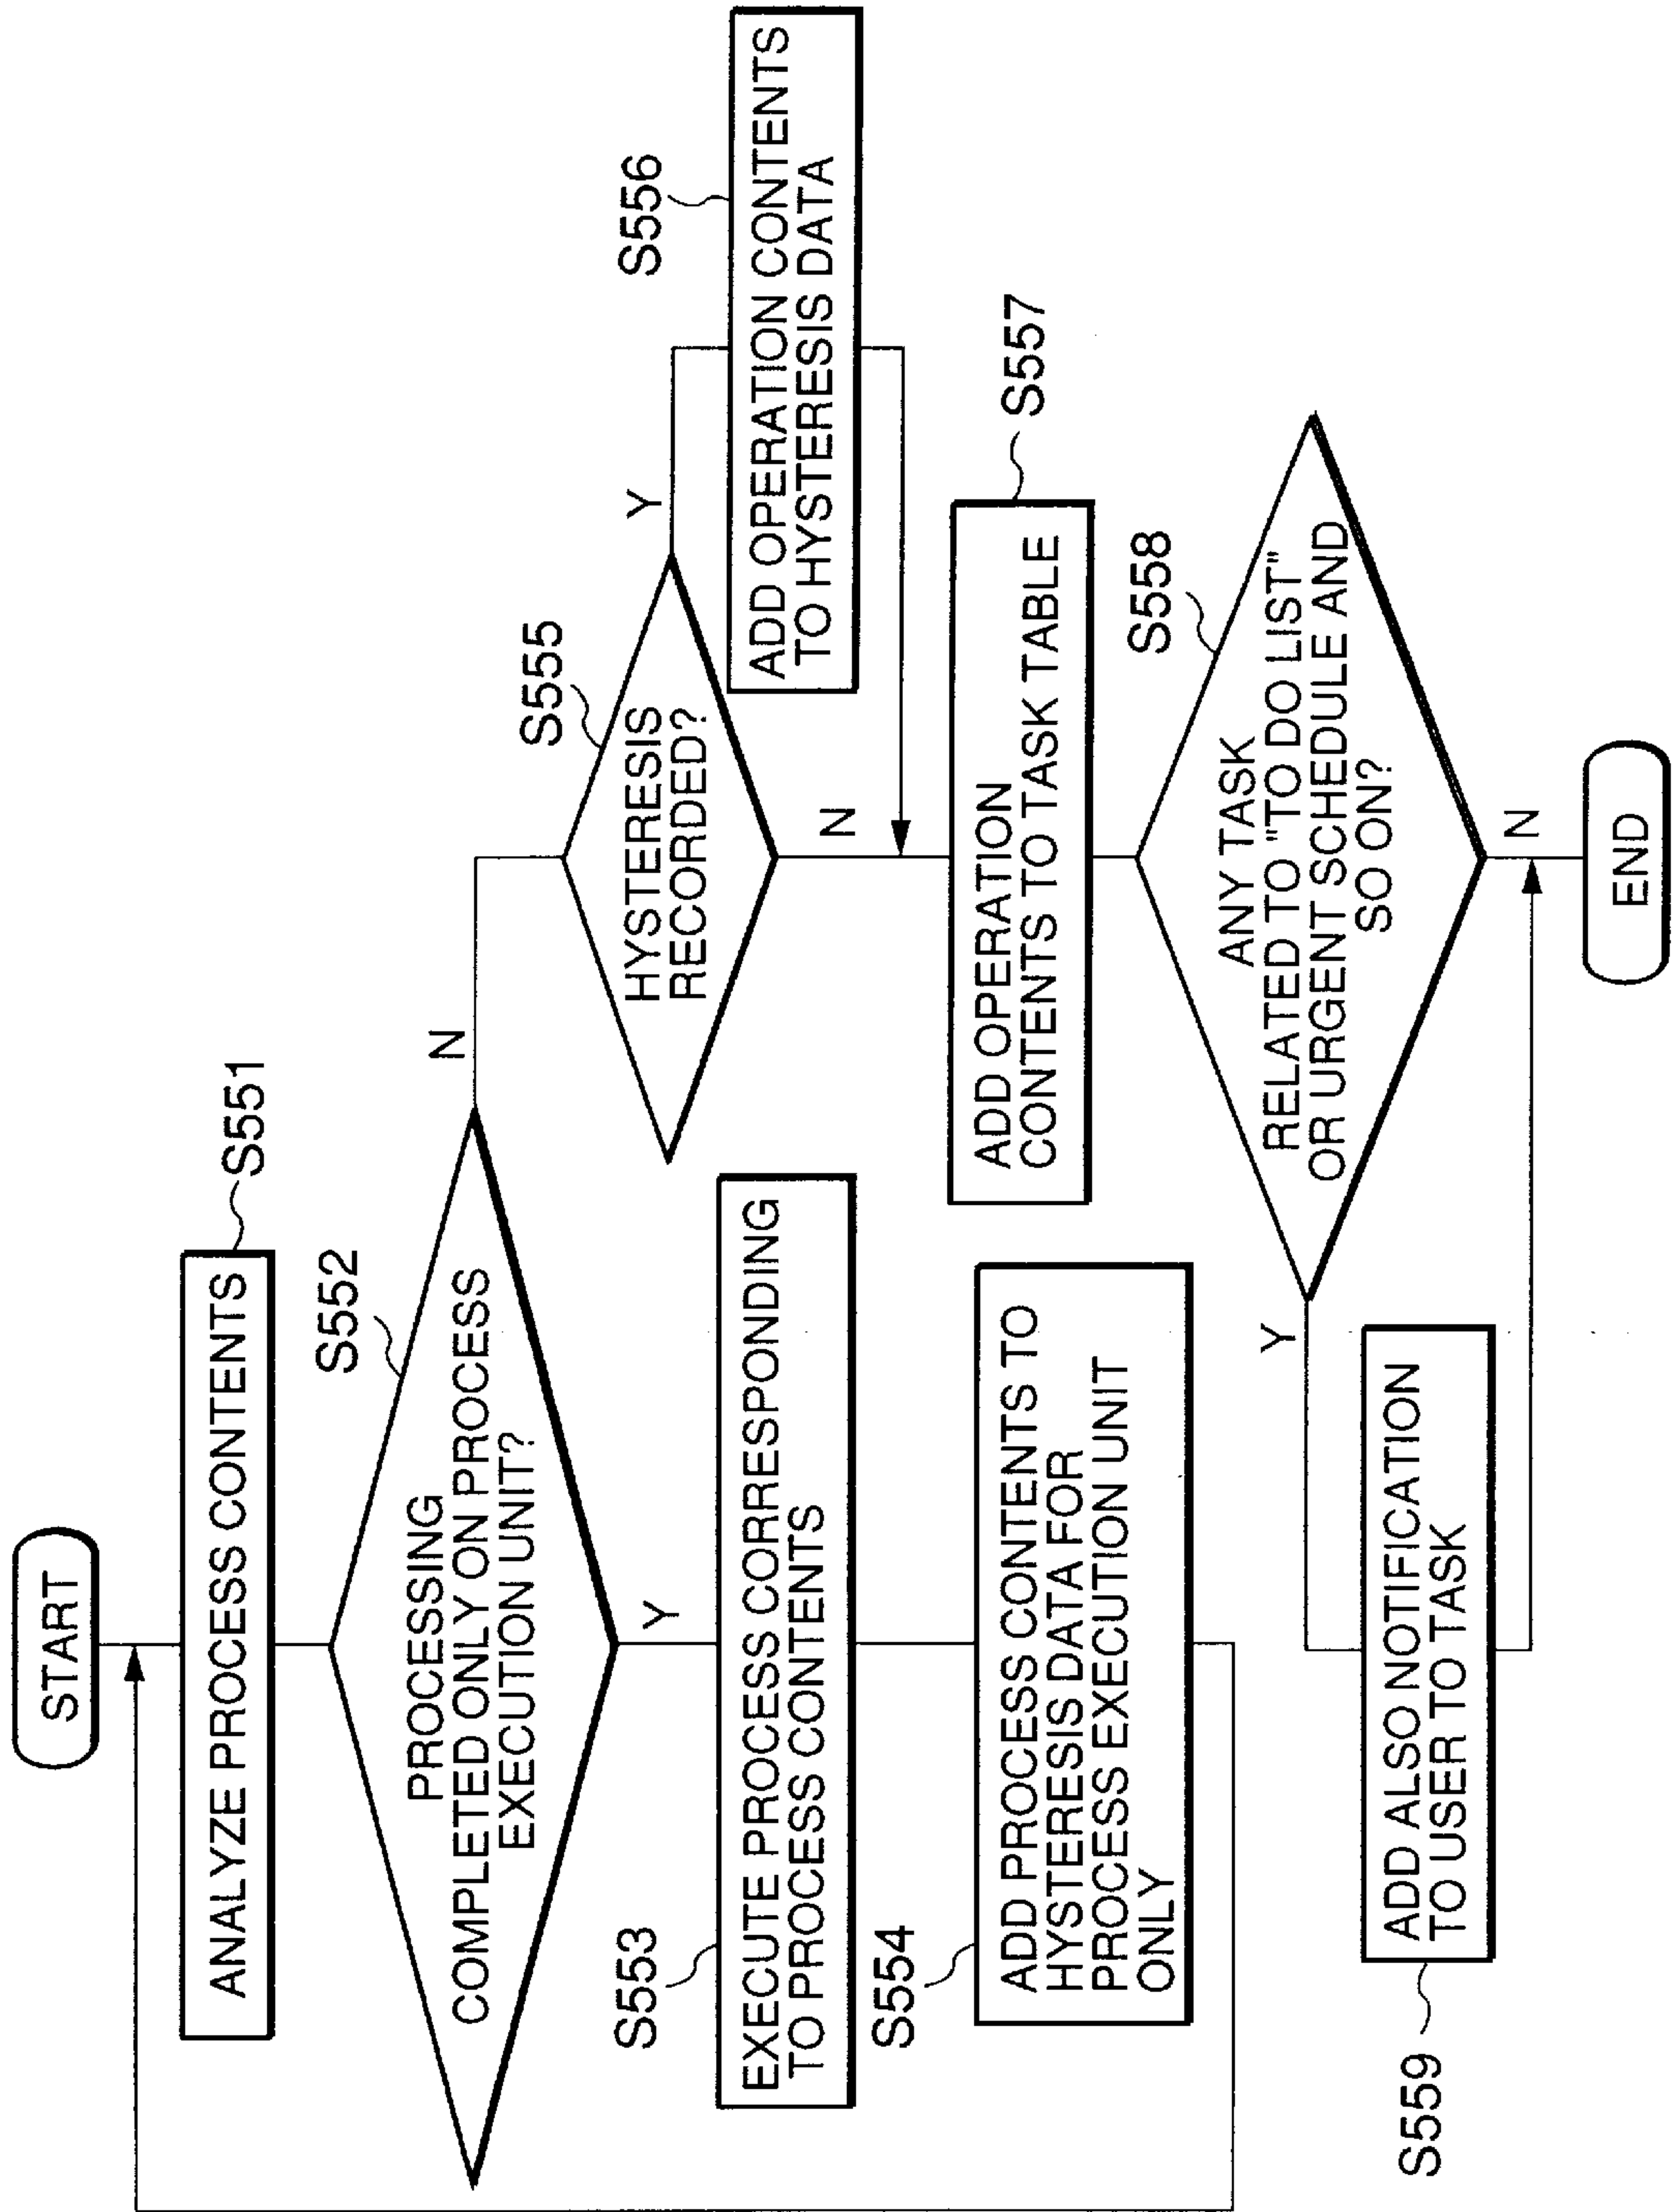 START
ANALYZE PROCESS CONTENTS
S551
S552
PROCESSING
COMPLETED ONLY ON PROCESS
EXECUTION UNIT?
N
Y
S553
EXECUTE PROCESS CORRESPONDING
TO PROCESS CONTENTS
S554
ADD PROCESS CONTENTS TO
HYSTERESIS DATA FOR
PROCESS EXECUTION UNIT
ONLY
S555
HYSTERESIS
RECORDED?
Y
N
S556
ADD OPERATION CONTENTS
TO HYSTERESIS DATA
S557
ADD OPERATION
CONTENTS TO TASK TABLE
S558
ANY TASK
RELATED TO "TO DO LIST"
OR URGENT SCHEDULE AND
SO ON?
Y
N
S559
ADD ALSO NOTIFICATION
TO USER TO TASK
END